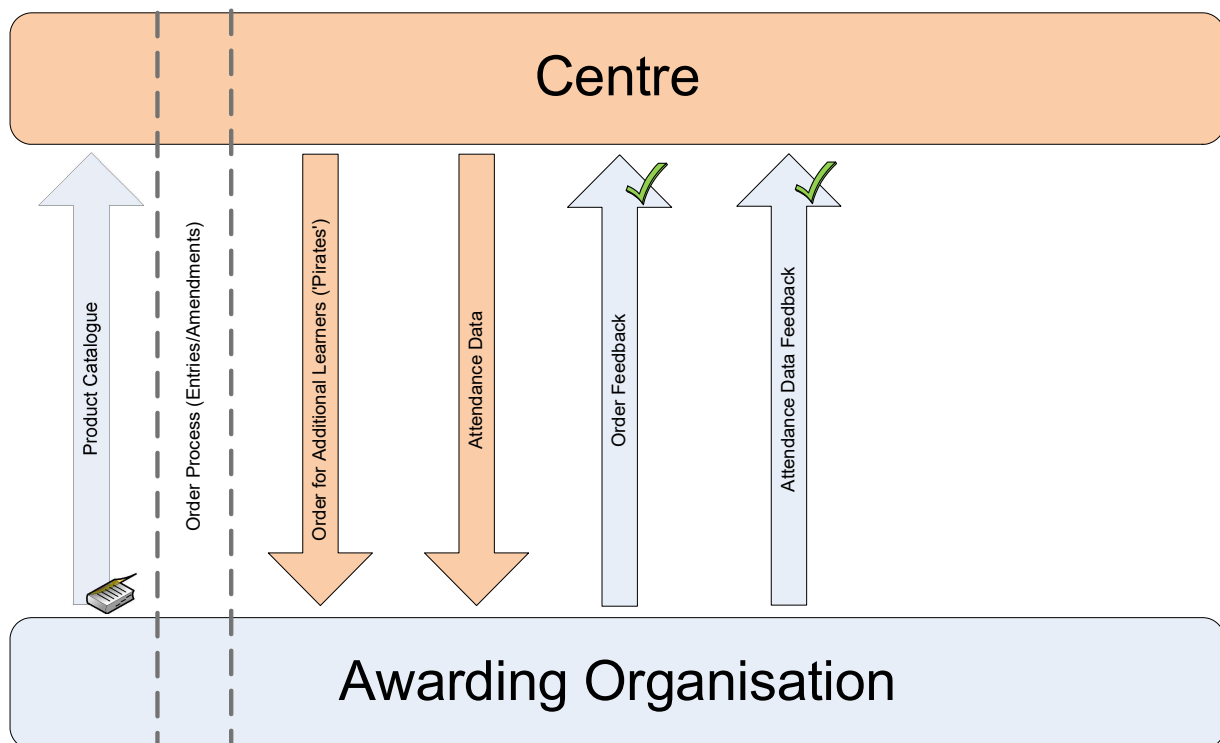 Centre
Product Catalogue
Order Process (Entries/Amendments)
Order for Additional Learners ('Pirates’)
Attendance Data
Order Feedback
Attendance Data Feedback
Awarding Organisation